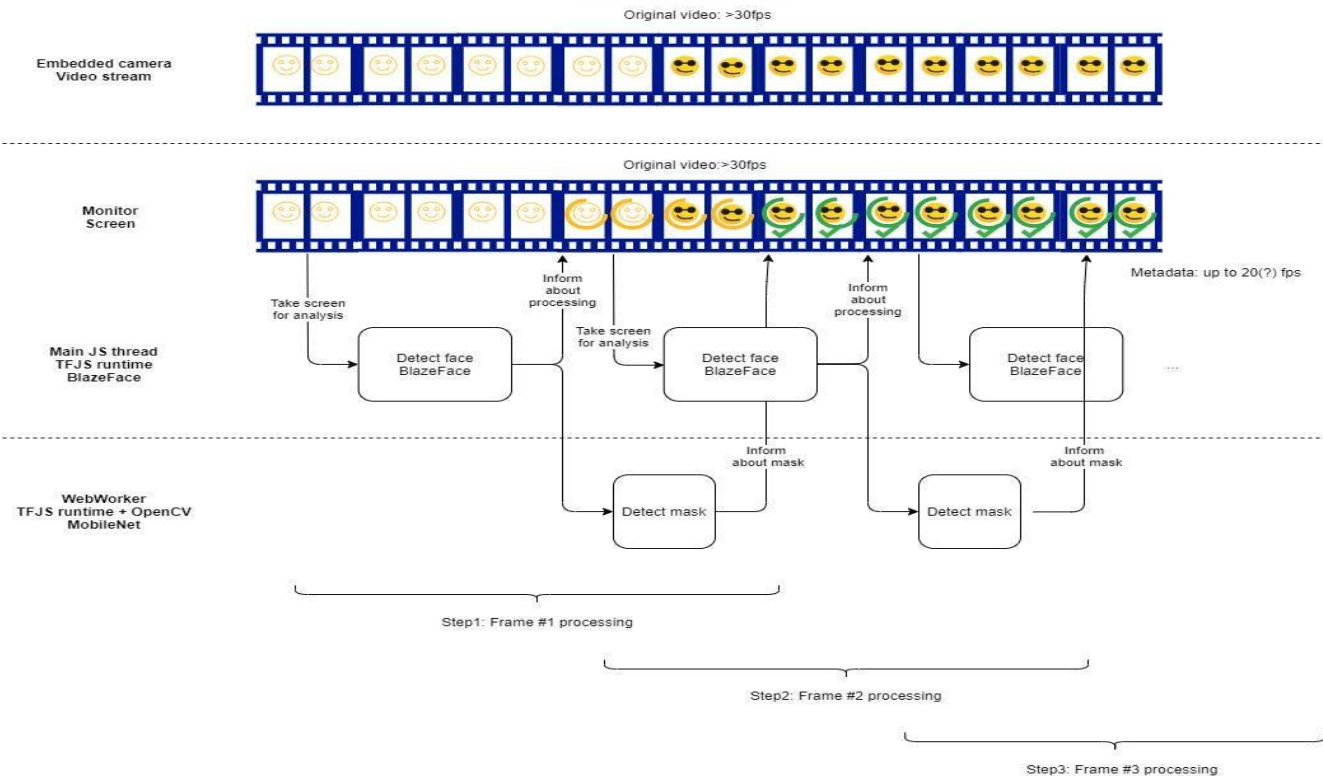 Original video: >30fps
Embedded camera
Video stream
Original video:>30fps
Monitor
Screen
Metadata: up to 20(?) fps
Take screen
for analysis
Inform
about
processing
Take screen
for analysis
Inform
about
processing
Main JS thread
TFJS runtime
BlazeFace
Detect face
BlazeFace
Detect face
BlazeFace
Detect face
BlazeFace
...
Inform
about mask
Inform
about mask
WebWorker
TFJS runtime + OpenCV
MobileNet
Detect mask
Detect mask
Step1: Frame #1 processing
Step2: Frame #2 processing
Step3: Frame #3 processing